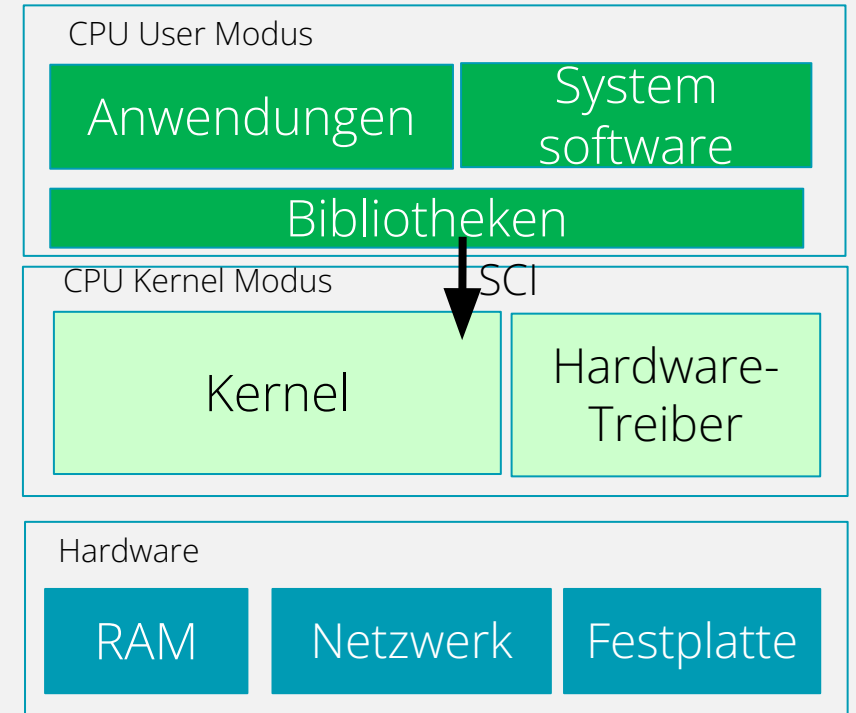 CPU User Modus
Anwendungen
System
software
Bibliotheken
SCI
CPU Kernel Modus
Kernel
Hardware-
Treiber
Hardware
RAM
Netzwerk
Festplatte